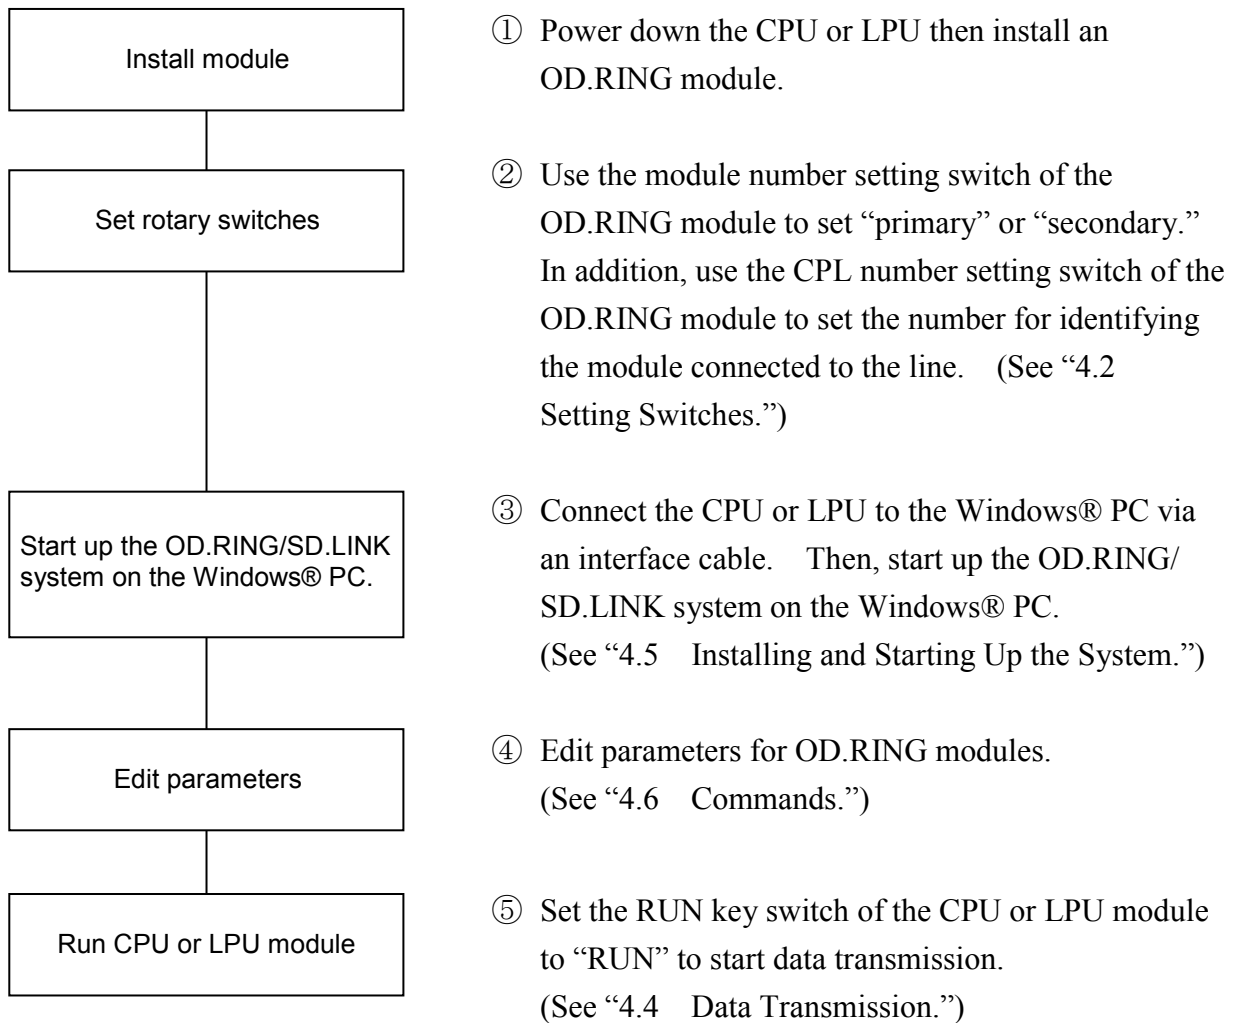 Install module
① Power down the CPU or LPU then install an
OD.RING module.
Set rotary switches
② Use the module number setting switch of the
OD.RING module to set “primary” or “secondary.”
In addition, use the CPL number setting switch of the
OD.RING module to set the number for identifying
the module connected to the line. (See “4.2
Setting Switches.”)
Start up the OD.RING/SD.LINK
system on the Windows® PC.
③ Connect the CPU or LPU to the Windows® PC via
an interface cable. Then, start up the OD.RING/
SD.LINK system on the Windows® PC.
(See “4.5 Installing and Starting Up the System.”)
Edit parameters
④ Edit parameters for OD.RING modules.
(See “4.6 Commands.”)
Run CPU or LPU module
⑤ Set the RUN key switch of the CPU or LPU module
to “RUN” to start data transmission.
(See “4.4 Data Transmission.”)